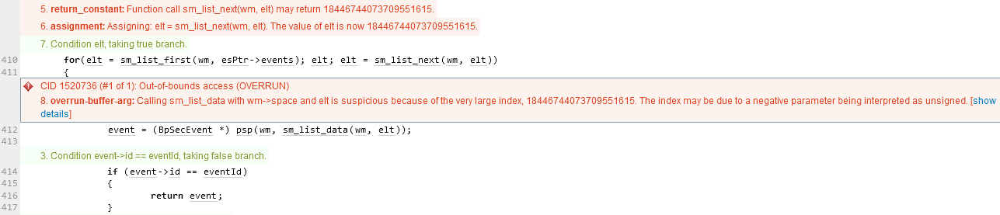 5. return_constant: Function call sm_list_next(wm, elt) may return 18446744073709551615.
6. assignment: Assigning: elt = sm_list_next(wm, elt). The value of elt is now 18446744073709551615.
7. Condition elt, taking true branch.
410 for(elt = sm_list_first(wm, esPtr->events); elt; elt = sm_list_next(wm, elt))
411 {
CID 1520736 (#1 of 1): Out-of-bounds access (OVERRUN)
8. overrun-buffer-arg: Calling sm_list_data with wm->space and elt is suspicious because of the very large index, 18446744073709551615. The index may be due to a negative parameter being interpreted as unsigned. [show
details]
412 event = (BpSecEvent *) psp(wm, sm_list_data(wm, elt));
413
3. Condition event->id == eventId, taking false branch.
414 if (event->id == eventId)
415 {
416 return event;
417 }